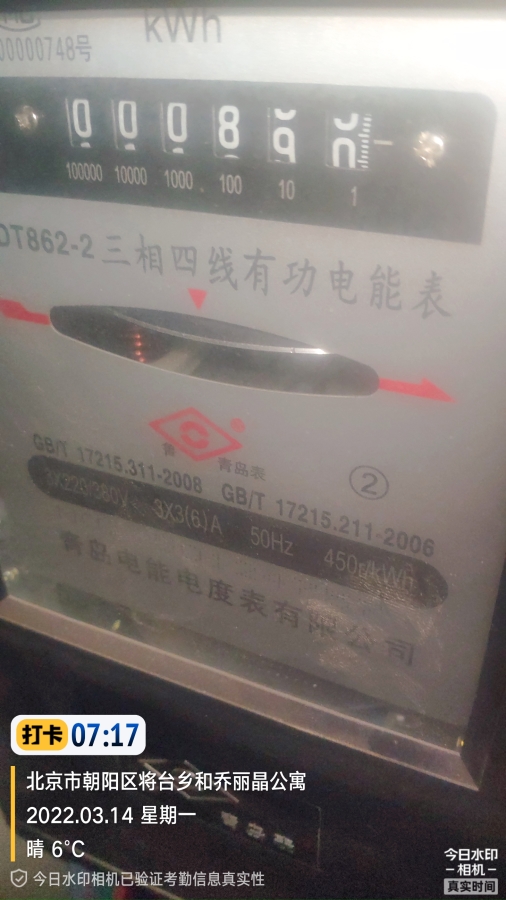 kWh
00000748号
0 0 0 8 9
100000 10000 1000 100 10 1
DT862-2 三相四线有功电能表
青岛表
GB/T 17215.311-2008 GB/T 17215.211-2006
②
3X220/380V 3X3(6)A 50Hz 450r/kWh
青岛电能电度表有限公司
打卡 07:17
北京市朝阳区将台乡和乔丽晶公寓
2022.03.14 星期一
晴 6°C
今日水印相机已验证考勤信息真实性
今日水印
相机
真实时间